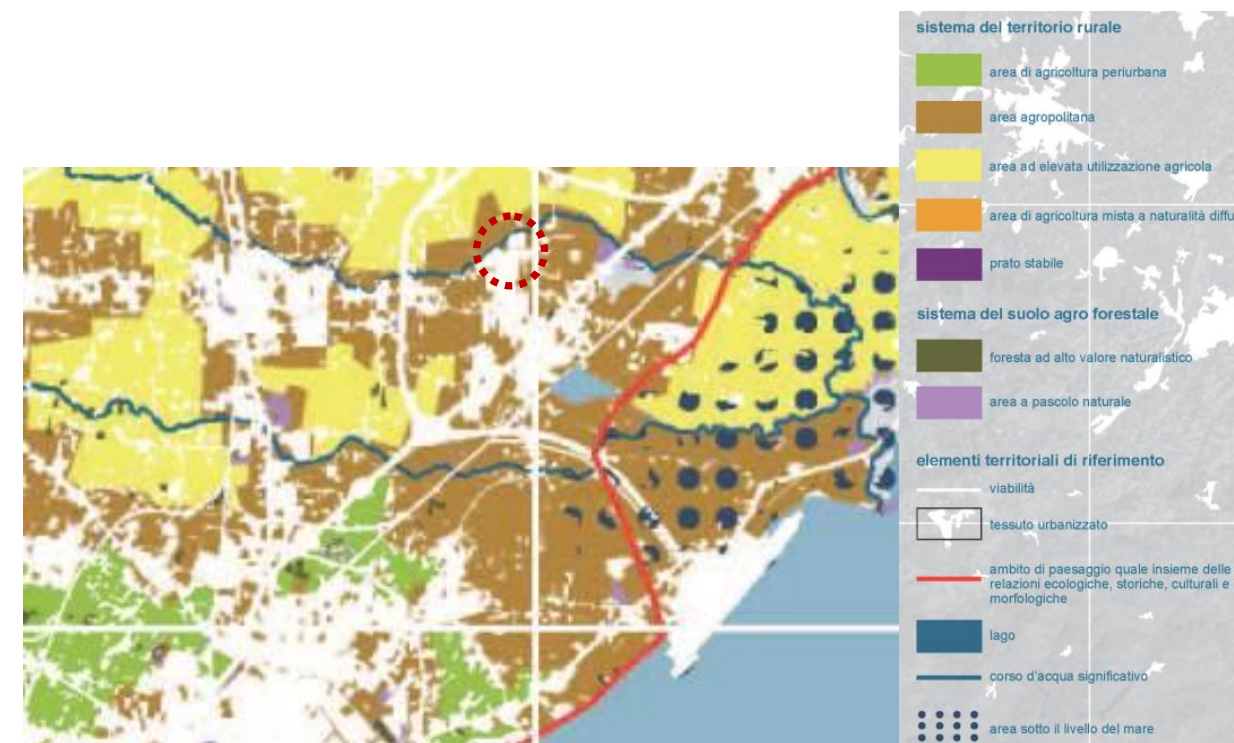 sistema del territorio rurale
area di agricoltura periurbana
area agropolitana
area ad elevata utilizzazione agricola
area di agricoltura mista a naturalità diffu
prato stabile
sistema del suolo agro forestale
foresta ad alto valore naturalistico
area a pascolo naturale
elementi territoriali di riferimento
viabilità
tessuto urbanizzato
ambito di paesaggio quale insieme delle
relazioni ecologiche, storiche, culturali e
morfologiche
lago
corso d'acqua significativo
area sotto il livello del mare